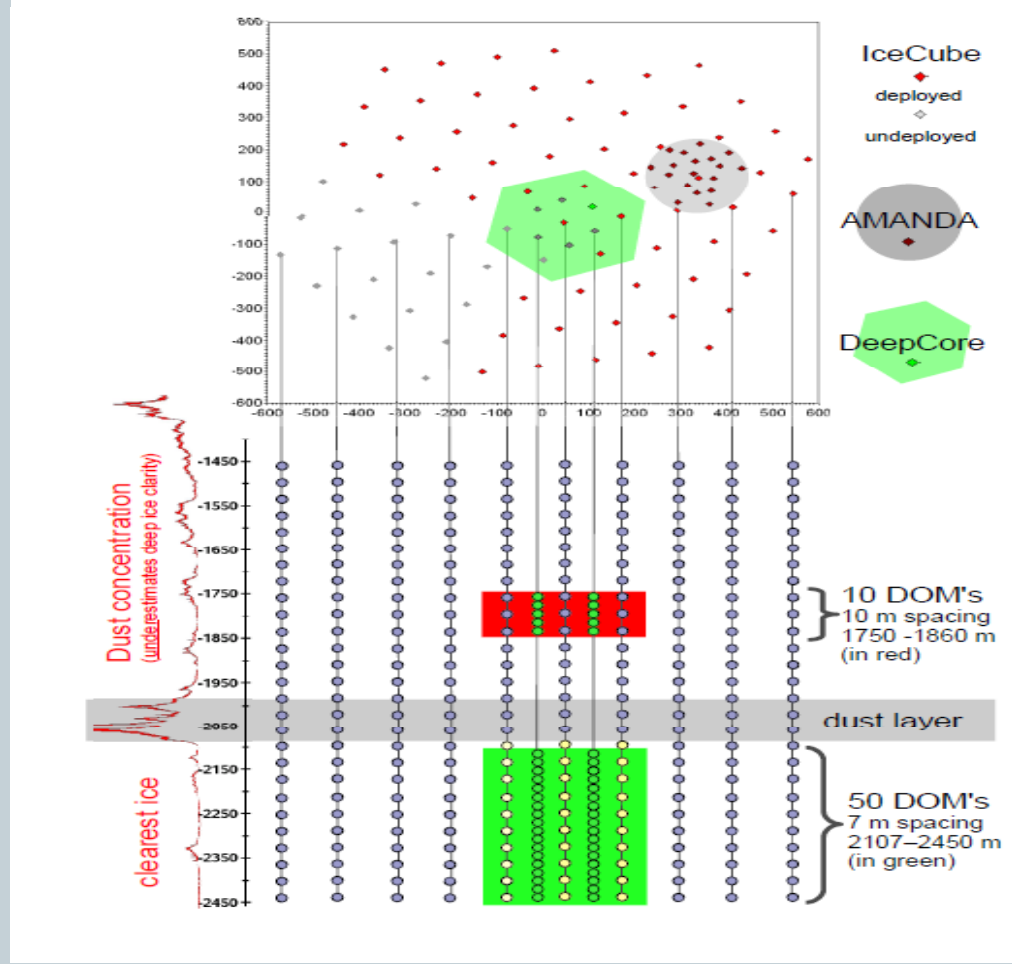 600
500
400
300
200
100
0
-100
-200
-300
-400
-500
-600
-600 -500 -400 -300 -200 -100 0 100 200 300 400 500 600
IceCube
deployed
undeployed
AMANDA
DeepCore
Dust concentration
(underestimates deep ice clarity)
clearest ice
-1450
-1550
-1650
-1750
-1850
-1950
-2050
-2150
-2250
-2350
-2450
10 DOM's
10 m spacing
1750 -1860 m
(in red)
dust layer
50 DOM's
7 m spacing
2107–2450 m
(in green)